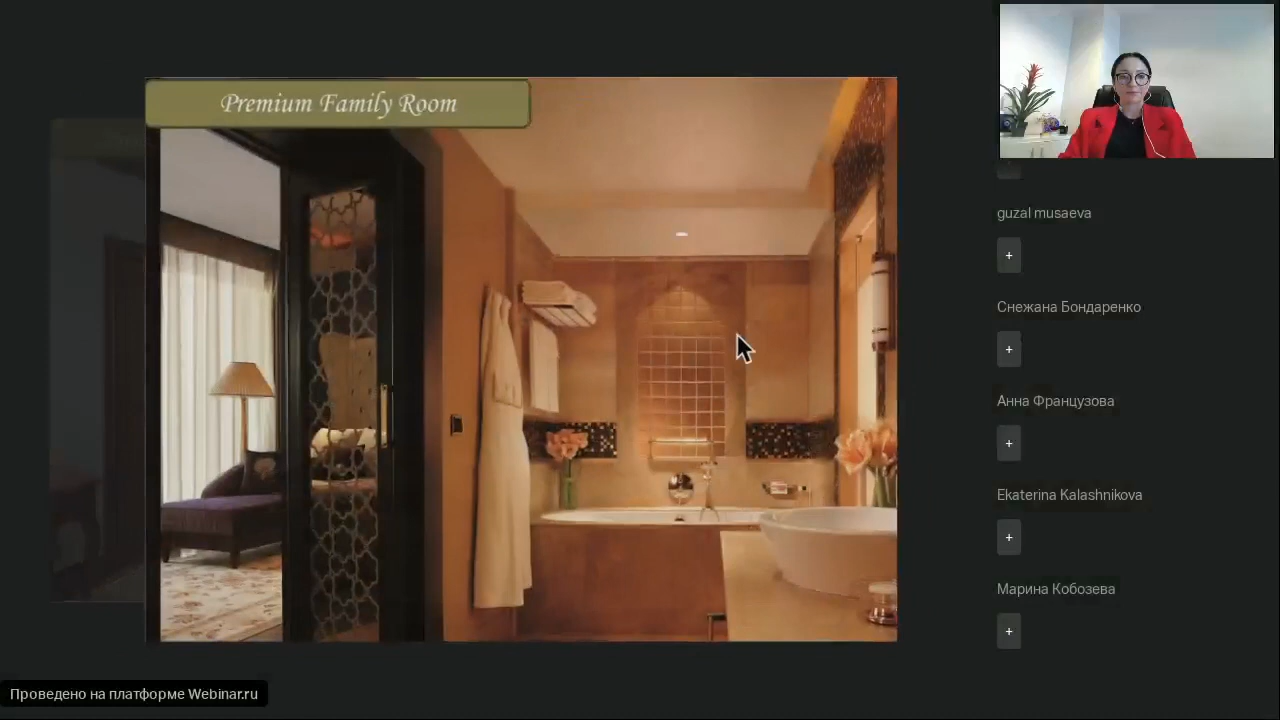 Premium Family Room
guzal musaeva
+
Снежана Бондаренко
+
Анна Французова
+
Ekaterina Kalashnikova
+
Марина Кобозева
+
Проведено на платформе Webinar.ru